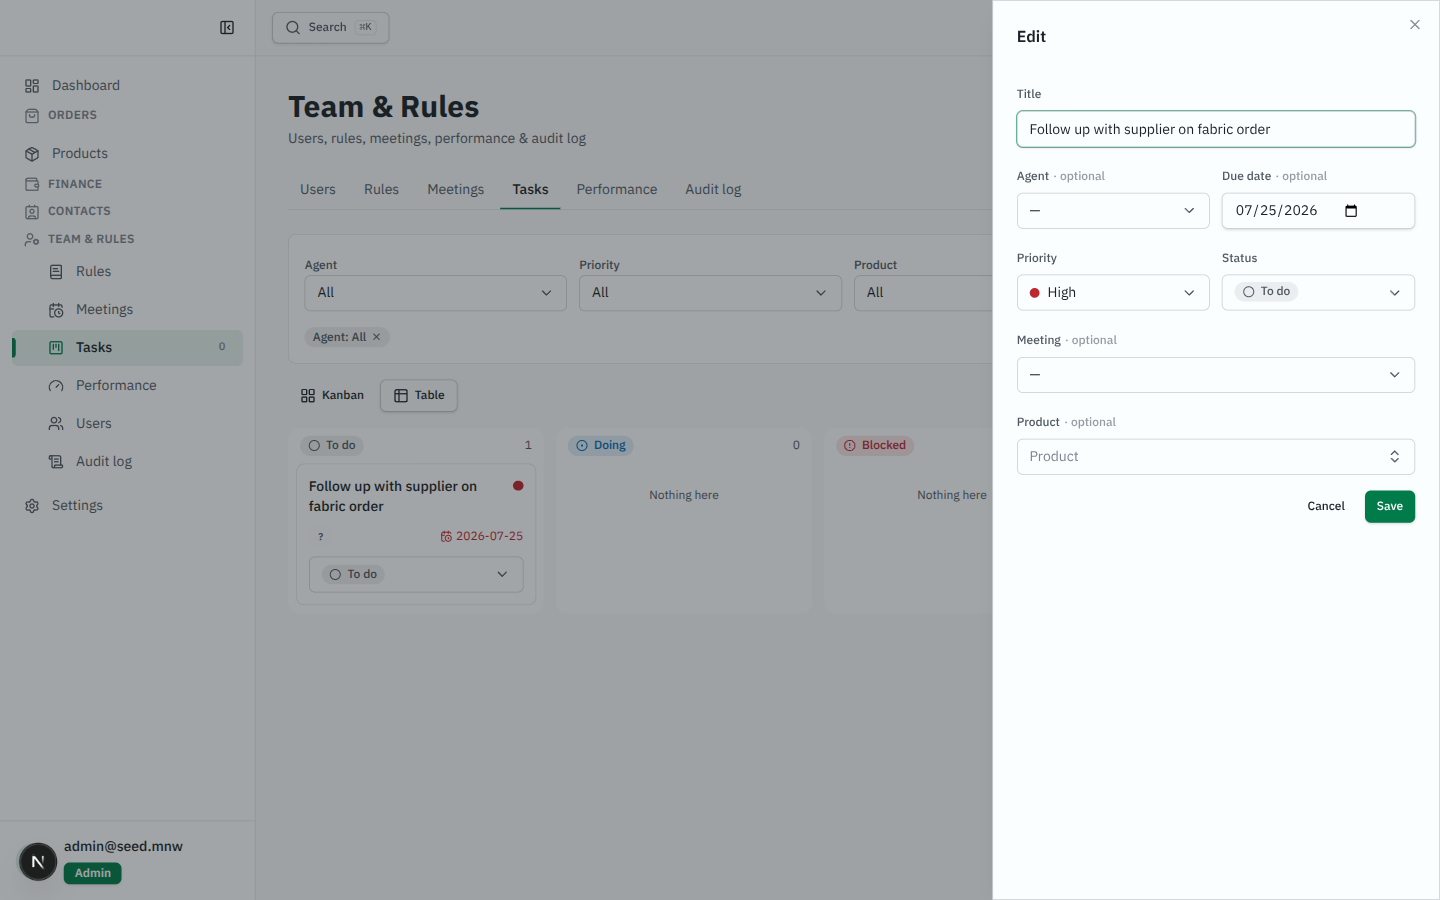 Search ⌘K
Dashboard
ORDERS
Products
FINANCE
CONTACTS
TEAM & RULES
Rules
Meetings
Tasks 0
Performance
Users
Audit log
Settings
N
admin@seed.mnw
Admin
Team & Rules
Users, rules, meetings, performance & audit log
Users Rules Meetings Tasks Performance Audit log
Agent Priority Product
All All All
Agent: All ✕
Kanban Table
To do 1 Doing 0 Blocked
Follow up with supplier on
fabric order
Nothing here Nothing here
? 2026-07-25
To do
Edit
Title
Follow up with supplier on fabric order
Agent · optional Due date · optional
— 07/25/2026
Priority Status
High To do
Meeting · optional
—
Product · optional
Product
Cancel Save